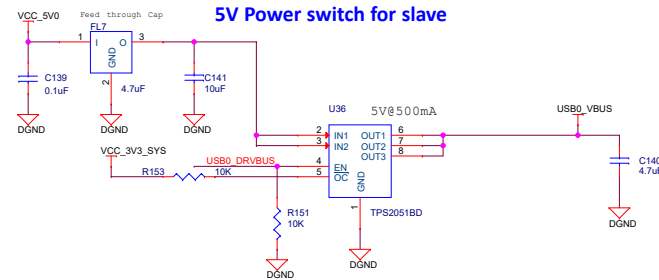 5V Power switch for slave
VCC_5V0
Feed through Cap
FL7
1
I
O
3
GND
2
4.7uF
C139
0.1uF
C141
10uF
DGND
DGND
DGND
U36
5V@500mA
USB0_VBUS
2
IN1
OUT1
6
3
IN2
OUT2
7
OUT3
8
VCC_3V3_SYS
USB0_DRVBUS
4
EN
R153
10K
5
OC
GND
1
TPS2051BD
C140
4.7uF
R151
10K
DGND
DGND
DGND